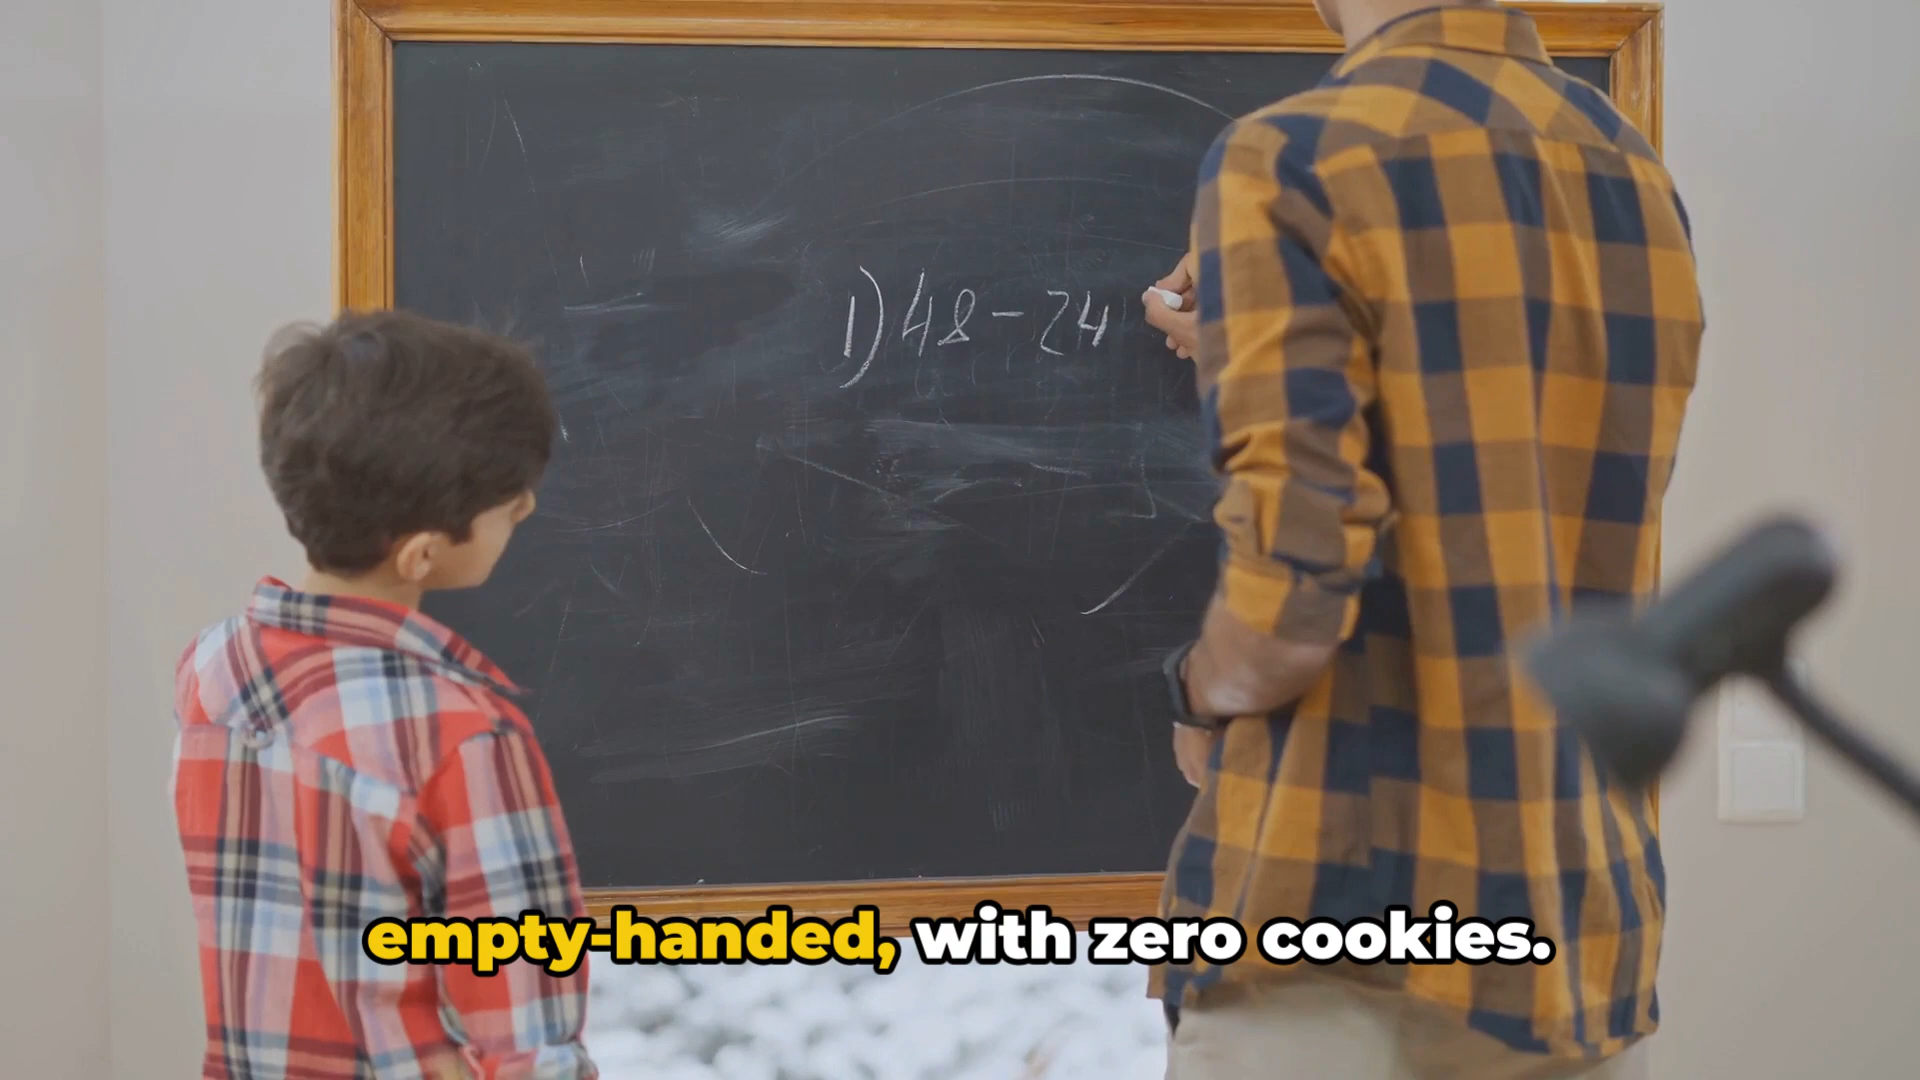 1) 48 - 24
empty-handed, with zero cookies.